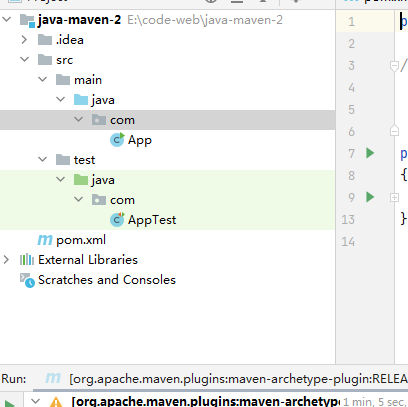 java-maven-2 E:\code-web\java-maven-2
.idea
src
main
java
com
App
test
java
com
AppTest
pom.xml
External Libraries
Scratches and Consoles
1 p
2
3 /
4
5
6
7 p
8 {
9
13 }
14
Run: [org.apache.maven.plugins:maven-archetype-plugin:RELEA
[org.apache.maven.plugins:maven-archetype 1 min, 5 sec,